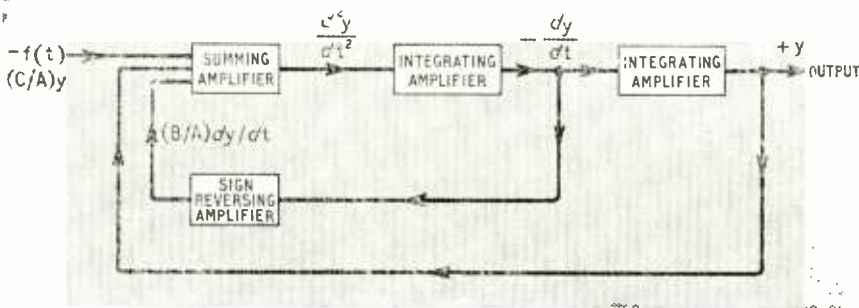 d²y
dt²
− dy
dt
+y
−f(t)
(C/A)y
SUMMING
AMPLIFIER
INTEGRATING
AMPLIFIER
INTEGRATING
AMPLIFIER
OUTPUT
(B/A)dy/dt
SIGN
REVERSING
AMPLIFIER